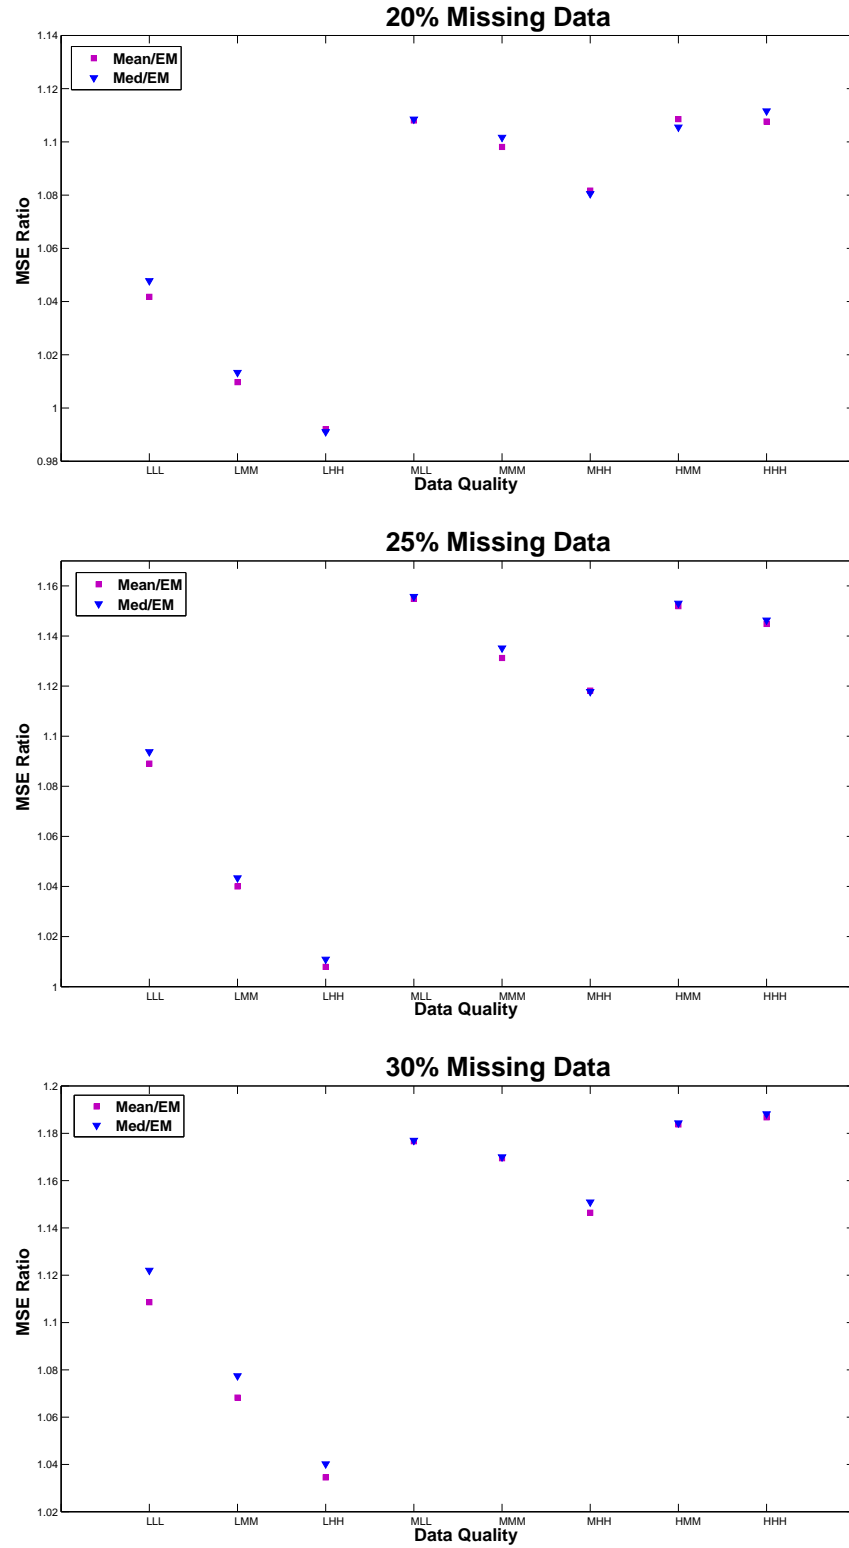 20% Missing Data
Mean/EM
Med/EM
MSE Ratio
1.14
1.12
1.1
1.08
1.06
1.04
1.02
1
0.98
LLL LMM LHH MLL MMM MHH HMM HHH
Data Quality
25% Missing Data
Mean/EM
Med/EM
MSE Ratio
1.16
1.14
1.12
1.1
1.08
1.06
1.04
1.02
1
LLL LMM LHH MLL MMM MHH HMM HHH
Data Quality
30% Missing Data
Mean/EM
Med/EM
MSE Ratio
1.2
1.18
1.16
1.14
1.12
1.1
1.08
1.06
1.04
1.02
LLL LMM LHH MLL MMM MHH HMM HHH
Data Quality